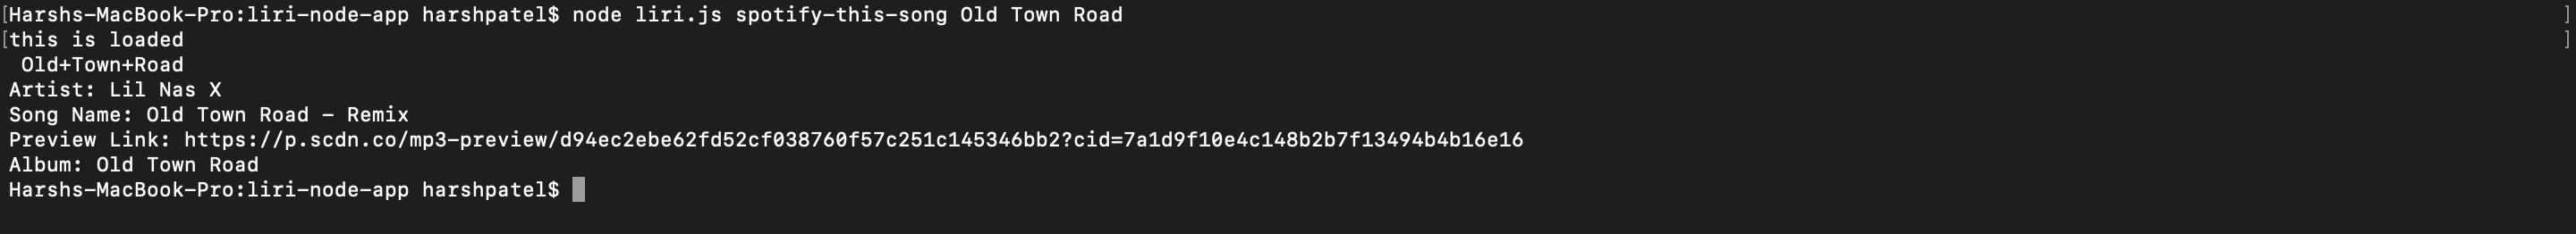 [Harshs-MacBook-Pro:liri-node-app harshpatel$ node liri.js spotify-this-song Old Town Road ]
[this is loaded ]
Old+Town+Road
Artist: Lil Nas X
Song Name: Old Town Road - Remix
Preview Link: https://p.scdn.co/mp3-preview/d94ec2ebe62fd52cf038760f57c251c145346bb2?cid=7a1d9f10e4c148b2b7f13494b4b16e16
Album: Old Town Road
Harshs-MacBook-Pro:liri-node-app harshpatel$